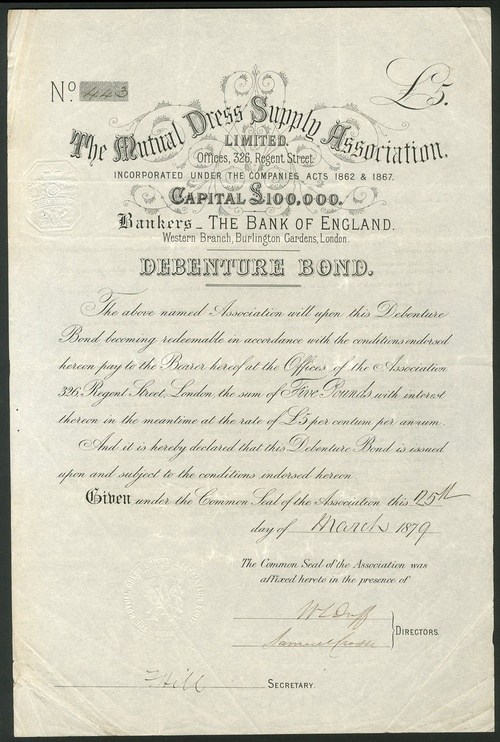 No. 443
£5.
The Mutual Dress Supply Association.
LIMITED.
Offices, 326, Regent Street.
INCORPORATED UNDER THE COMPANIES ACTS 1862 & 1867.
CAPITAL £100,000.
Bankers _ THE BANK OF ENGLAND.
Western Branch, Burlington Gardens, London.
DEBENTURE BOND.
The above named Association will upon this Debenture
Bond becoming redeemable in accordance with the conditions endorsed
hereon pay to the Bearer hereof at the Offices of the Association
326, Regent Street, London, the sum of Five Pounds with interest
thereon in the meantime at the rate of £5 per centum per annum.
And it is hereby declared that this Debenture Bond is issued
upon and subject to the conditions indorsed hereon.
Given under the Common Seal of the Association this 25th
day of March 1879
The Common Seal of the Association was
affixed hereto in the presence of
DIRECTORS.
Hill
SECRETARY.